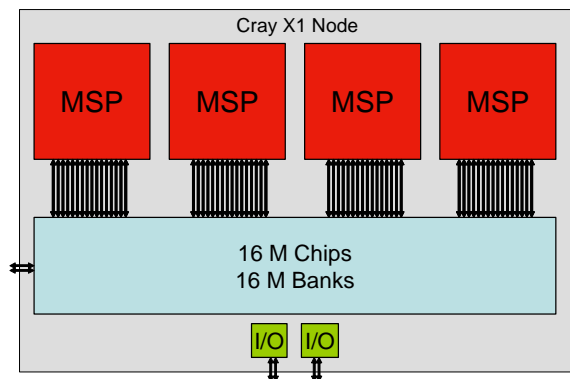 Cray X1 Node
MSP MSP MSP MSP
16 M Chips
16 M Banks
I/O I/O